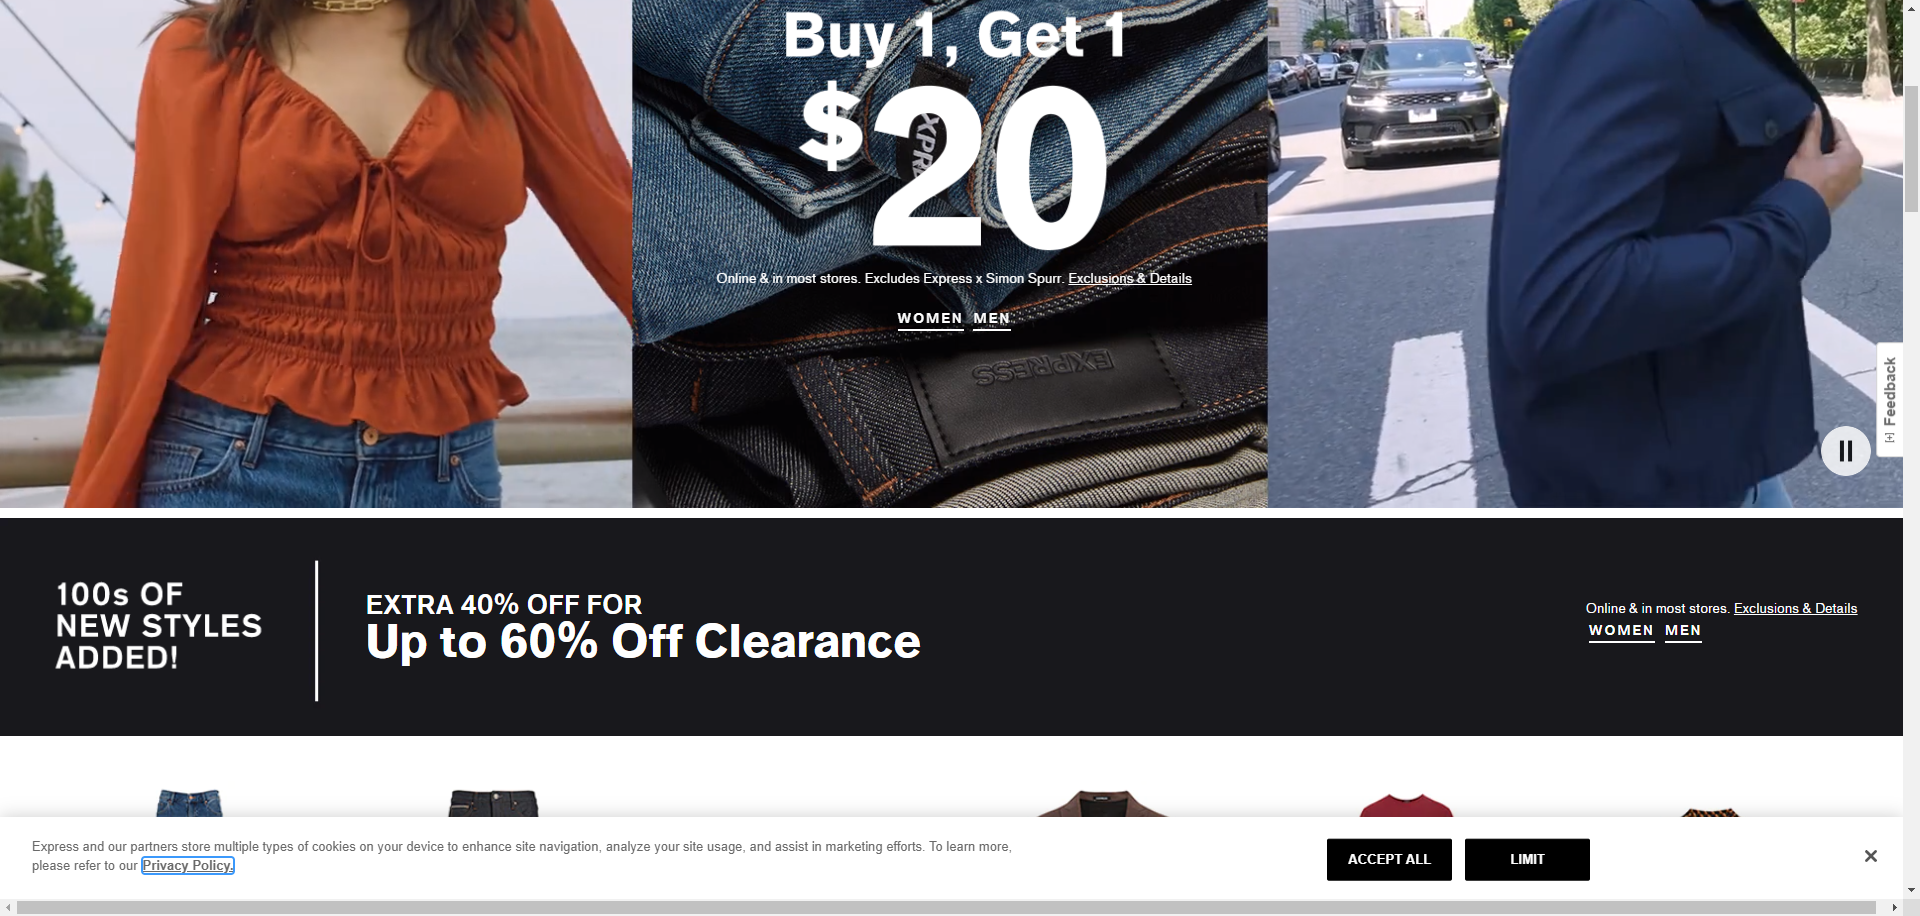 Buy 1, Get 1
$20
Online & in most stores. Excludes Express x Simon Spurr. Exclusions & Details
WOMEN MEN
EXPRESS
[+] Feedback
100s OF
NEW STYLES
ADDED!
EXTRA 40% OFF FOR
Up to 60% Off Clearance
Online & in most stores. Exclusions & Details
WOMEN MEN
Express and our partners store multiple types of cookies on your device to enhance site navigation, analyze your site usage, and assist in marketing efforts. To learn more,
please refer to our Privacy Policy.
ACCEPT ALL
LIMIT